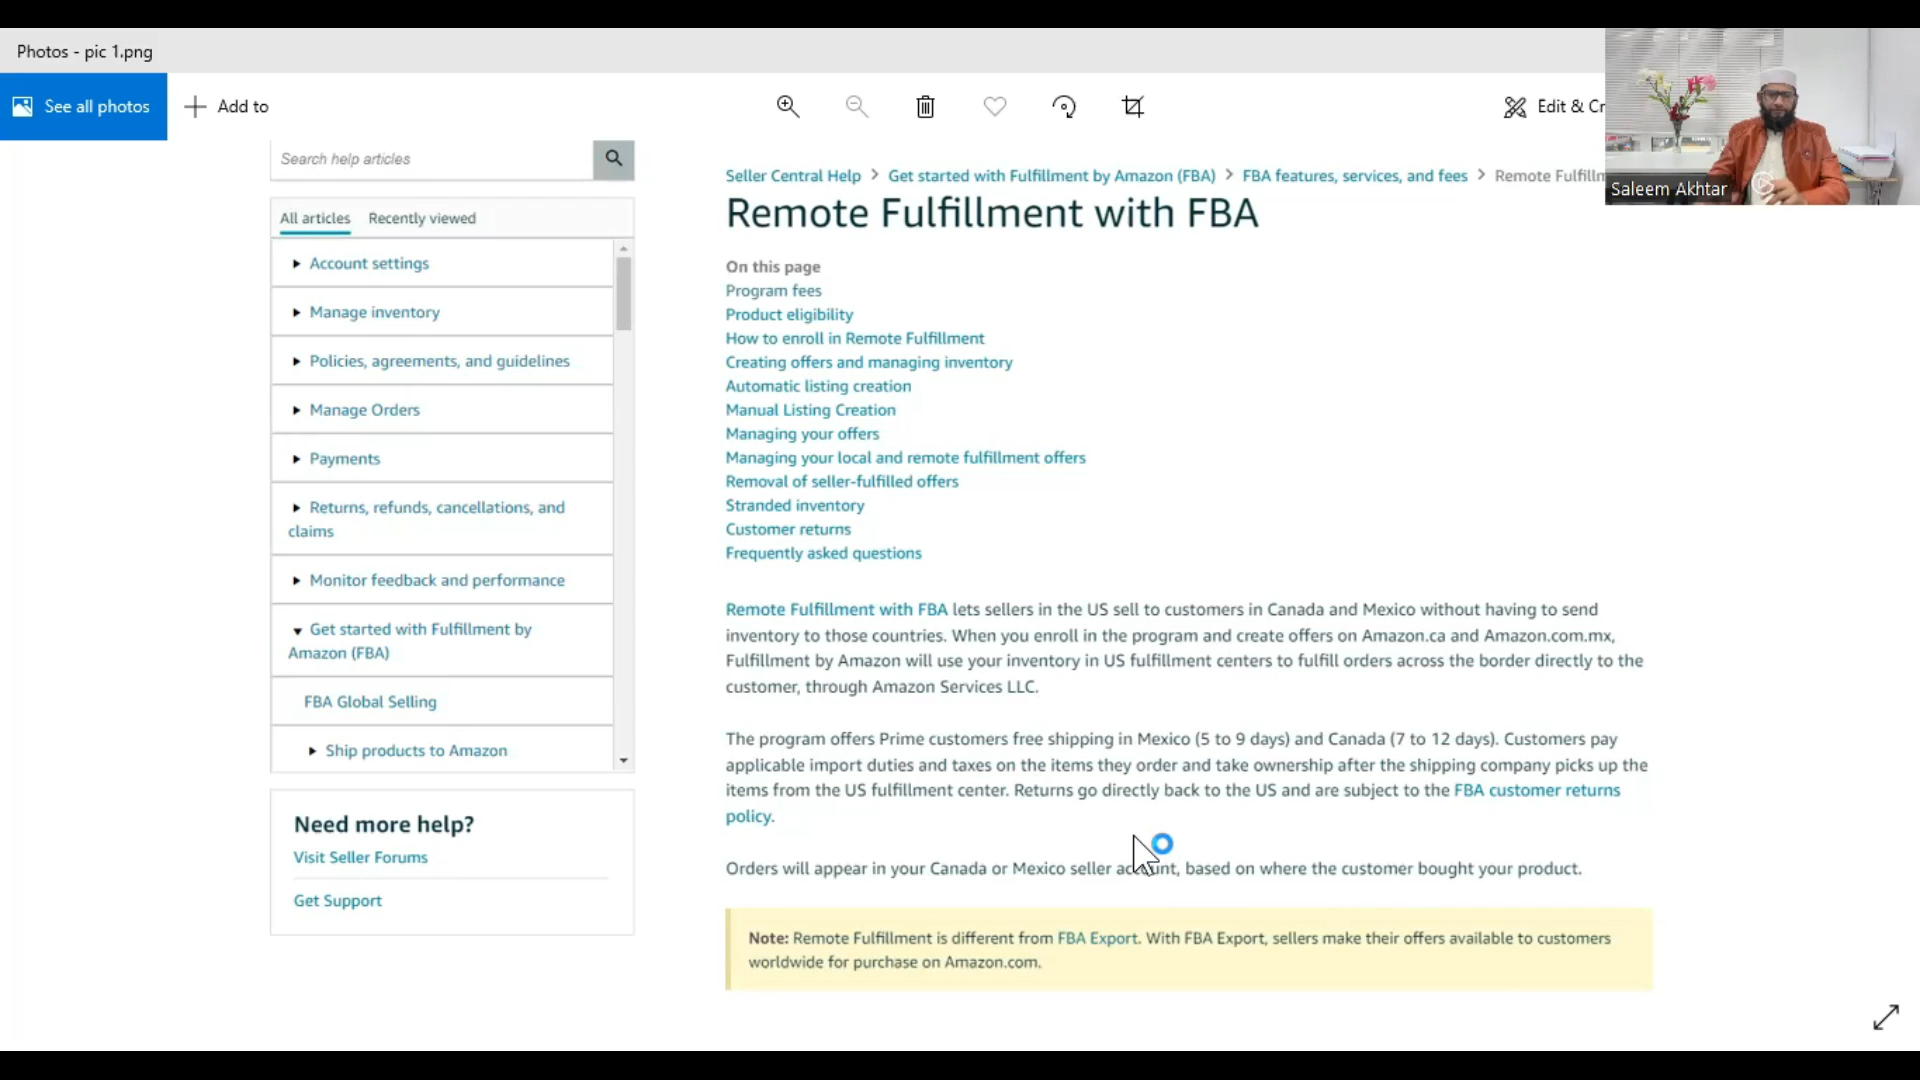 Photos - pic 1.png
See all photos
Add to
Edit & Cr
Saleem Akhtar
Search help articles
All articles
Recently viewed
Account settings
Manage inventory
Policies, agreements, and guidelines
Manage Orders
Payments
Returns, refunds, cancellations, and
claims
Monitor feedback and performance
Get started with Fulfillment by
Amazon (FBA)
FBA Global Selling
Ship products to Amazon
Need more help?
Visit Seller Forums
Get Support
Seller Central Help > Get started with Fulfillment by Amazon (FBA) > FBA features, services, and fees > Remote Fulfillm
Remote Fulfillment with FBA
On this page
Program fees
Product eligibility
How to enroll in Remote Fulfillment
Creating offers and managing inventory
Automatic listing creation
Manual Listing Creation
Managing your offers
Managing your local and remote fulfillment offers
Removal of seller-fulfilled offers
Stranded inventory
Customer returns
Frequently asked questions
Remote Fulfillment with FBA lets sellers in the US sell to customers in Canada and Mexico without having to send
inventory to those countries. When you enroll in the program and create offers on Amazon.ca and Amazon.com.mx,
Fulfillment by Amazon will use your inventory in US fulfillment centers to fulfill orders across the border directly to the
customer, through Amazon Services LLC.
The program offers Prime customers free shipping in Mexico (5 to 9 days) and Canada (7 to 12 days). Customers pay
applicable import duties and taxes on the items they order and take ownership after the shipping company picks up the
items from the US fulfillment center. Returns go directly back to the US and are subject to the FBA customer returns
policy.
Orders will appear in your Canada or Mexico seller account, based on where the customer bought your product.
Note: Remote Fulfillment is different from FBA Export. With FBA Export, sellers make their offers available to customers
worldwide for purchase on Amazon.com.